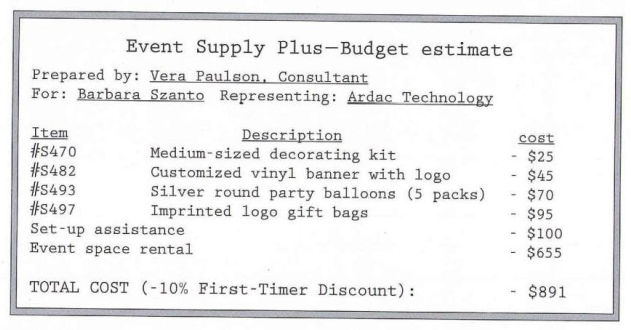 Event Supply Plus—Budget estimate
Prepared by: Vera Paulson, Consultant
For: Barbara Szanto Representing: Ardac Technology
Item Description cost
#S470 Medium-sized decorating kit - $25
#S482 Customized vinyl banner with logo - $45
#S493 Silver round party balloons (5 packs) - $70
#S497 Imprinted logo gift bags - $95
Set-up assistance - $100
Event space rental - $655
TOTAL COST (-10% First-Timer Discount): - $891